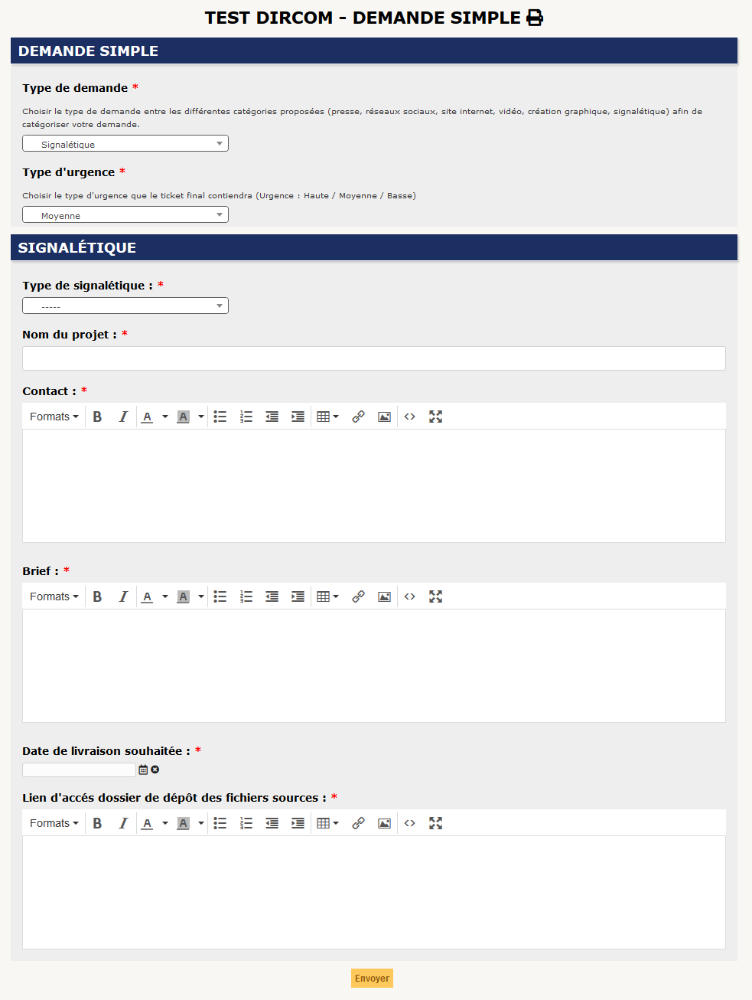 TEST DIRCOM - DEMANDE SIMPLE
DEMANDE SIMPLE
Type de demande *
Choisir le type de demande entre les différentes catégories proposées (presse, réseaux sociaux, site internet, vidéo, création graphique, signalétique) afin de
catégoriser votre demande.
Signalétique
Type d'urgence *
Choisir le type d'urgence que le ticket final contiendra (Urgence : Haute / Moyenne / Basse)
Moyenne
SIGNALÉTIQUE
Type de signalétique : *
-----
Nom du projet : *
Contact : *
Formats B I A A
Brief : *
Formats B I A A
Date de livraison souhaitée : *
Lien d'accés dossier de dépôt des fichiers sources : *
Formats B I A A
Envoyer